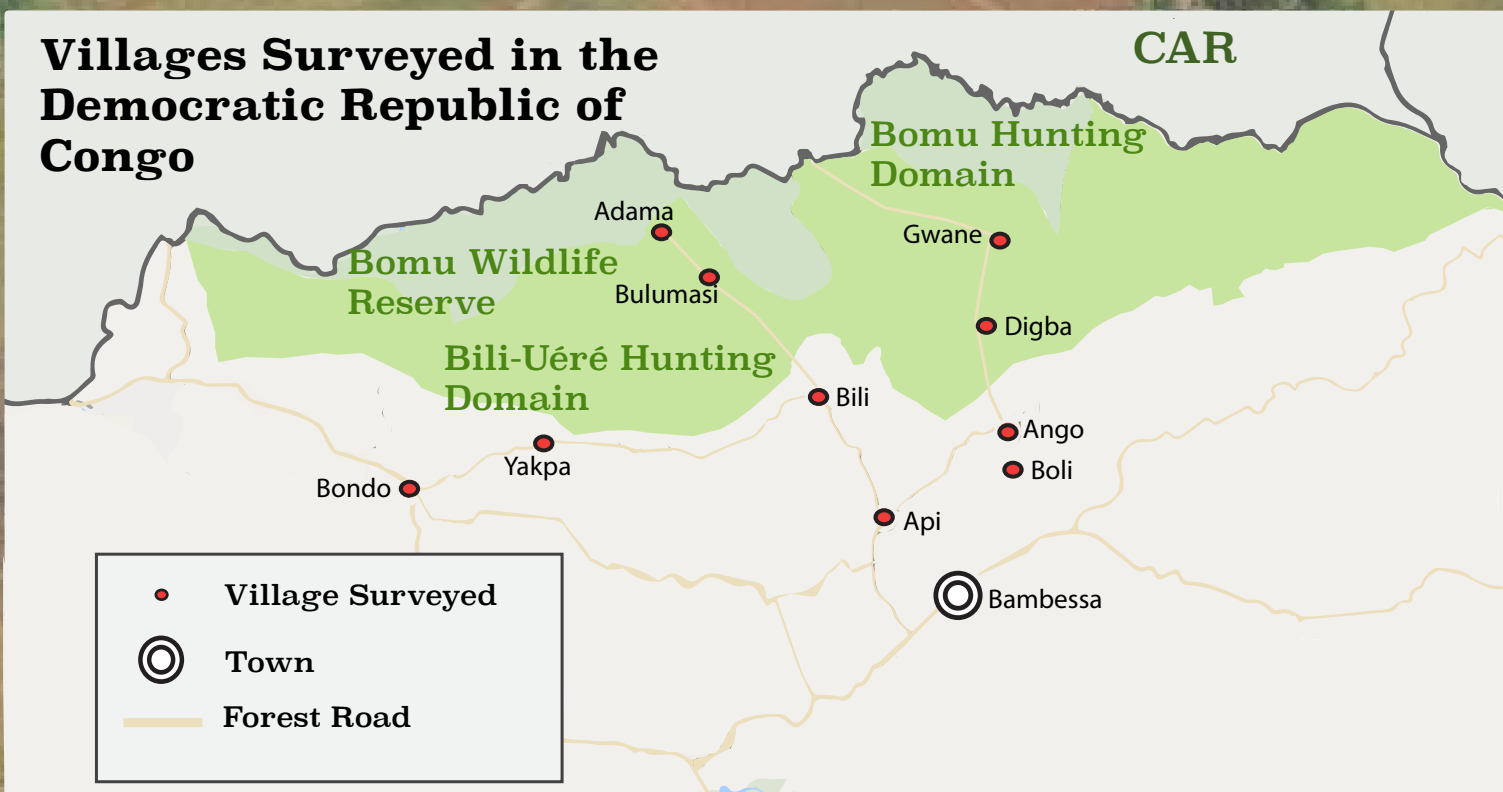 Villages Surveyed in the
Democratic Republic of
Congo
CAR
Bomu Hunting
Domain
Adama
Gwane
Bomu Wildlife
Reserve
Bulumasi
Digba
Bili-Uéré Hunting
Domain
Bili
Ango
Yakpa
Boli
Bondo
Api
Bambessa
Village Surveyed
Town
Forest Road